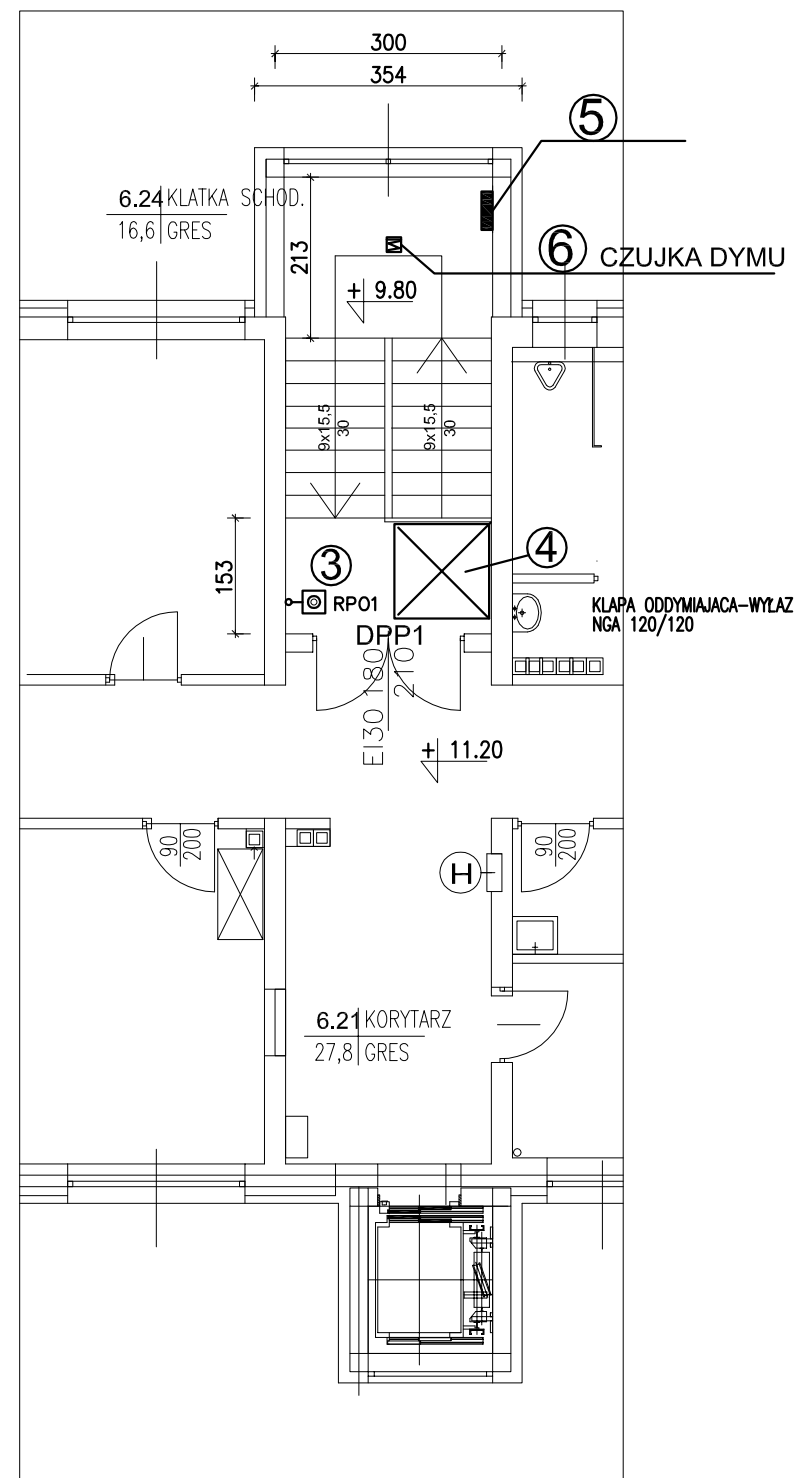 300
354
5
6.24 KLATKA SCHOD.
16,6 GRES
213
6 CZUJKA DYMU
+ 9.80
9x15,5
30
9x15,5
30
153
3
RPO1
4
KLAPA ODDYMIAJACA-WYŁAZ
NGA 120/120
DPP1
EI30 180
210
+ 11.20
90
200
90
200
H
6.21 KORYTARZ
27,8 GRES